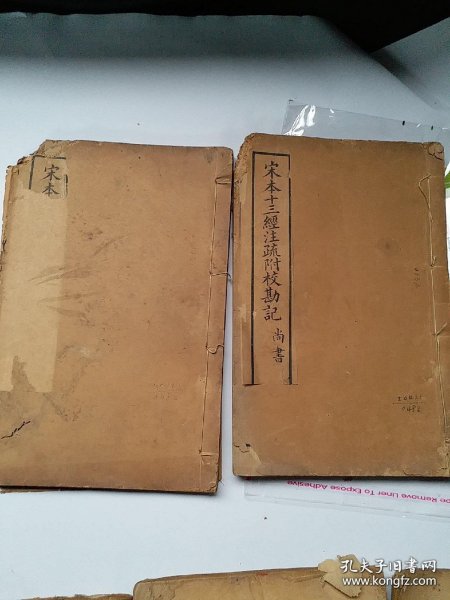 宋本
宋本十三經注疏附校勘記
尚書
Remove Liner To Expose Adhesive
孔夫子旧书网
www.kongfz.com